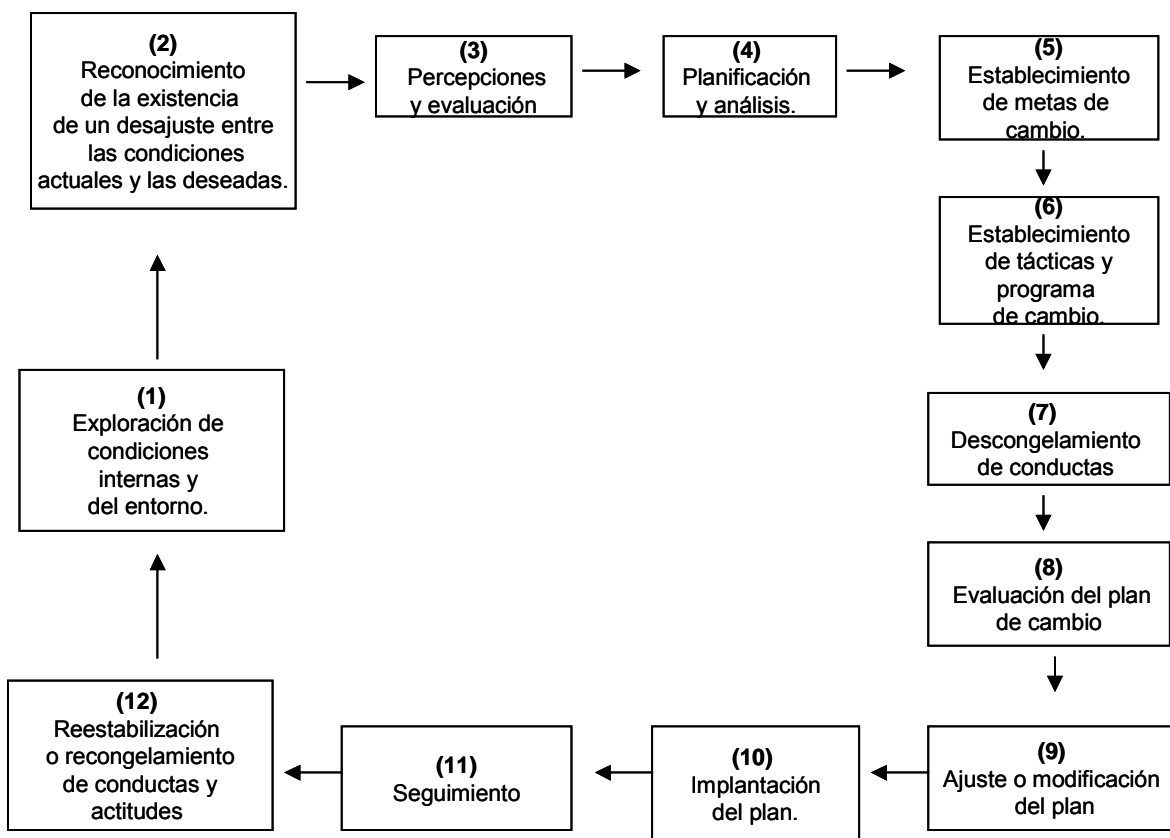 (2)
Reconocimiento
de la existencia
de un desajuste entre
las condiciones
actuales y las deseadas.
(3)
Percepciones
y evaluación
(4)
Planificación
y análisis.
(5)
Establecimiento
de metas de
cambio.
(6)
Establecimiento
de tácticas y
programa
de cambio.
(7)
Descongelamiento
de conductas
(8)
Evaluación del plan
de cambio
(9)
Ajuste o modificación
del plan
(10)
Implantación
del plan.
(11)
Seguimiento
(12)
Reestabilización
o recongelamiento
de conductas y
actitudes
(1)
Exploración de
condiciones
internas y
del entorno.